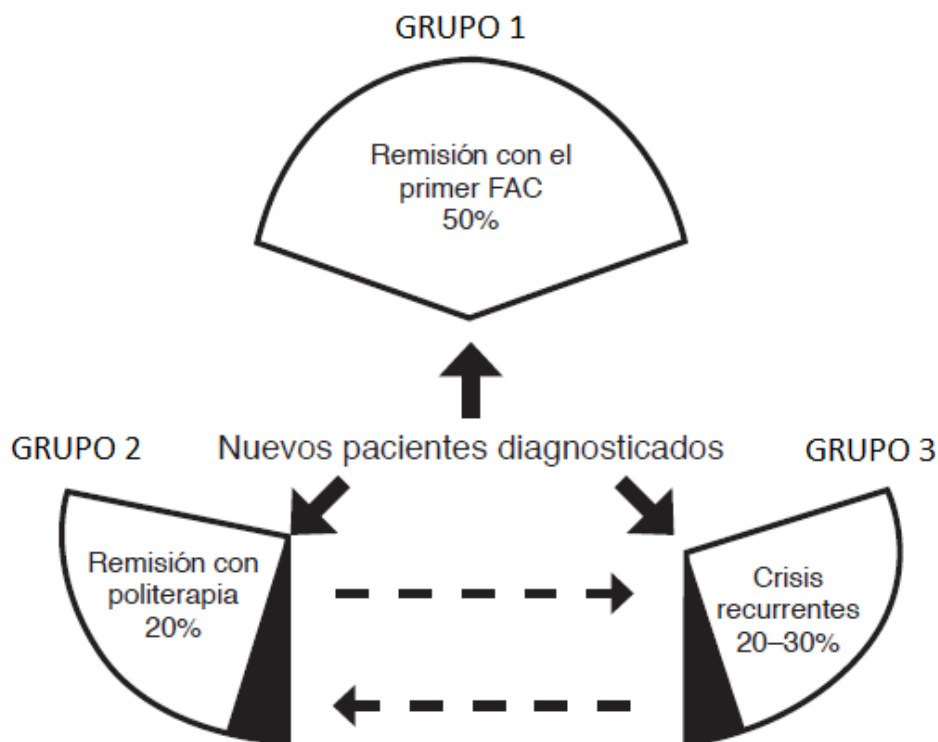 GRUPO 1
Remisión con el
primer FAC
50%
GRUPO 2
Nuevos pacientes diagnosticados
GRUPO 3
Remisión con
politerapia
20%
Crisis
recurrentes
20–30%